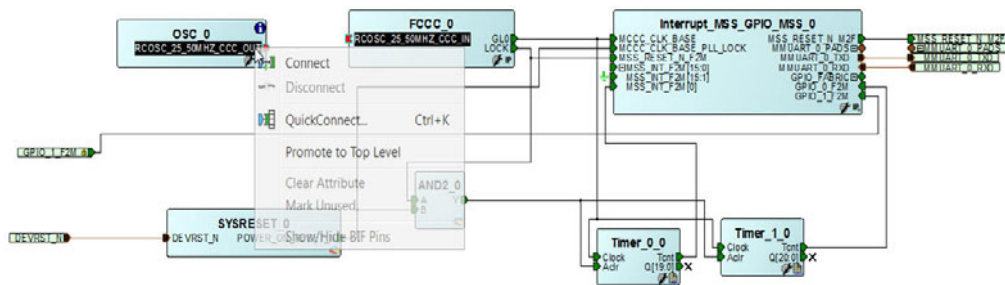 OSC_0
RCOSC_25_50MHZ_CCC_OUT
FCCC_0
RCOSC_25_50MHZ_CCC_IN
GL0
LOCK
Interrupt_MSS_GPIO_MSS_0
MCCC_CLK_BASE
MCCC_CLK_BASE_PLL_LOCK
MSS_RESET_N_F2M
MSS_INT_F2M[15:0]
MSS_INT_F2M[15:1]
MSS_INT_F2M[0]
MSS_RESET_N_M2F
MMUART_0_PADS
MMUART_0_TXD
MMUART_0_RXD
GPIO_FABRIC
GPIO_0_F2M
GPIO_1_F2M
MSS_RESET_N_M2F
MMUART_0_PADS
MMUART_0_TXD
MMUART_0_RXD
Connect
Disconnect
QuickConnect... Ctrl+K
Promote to Top Level
Clear Attribute
Mark Unused
Show/Hide BIF Pins
GPIO_1_F2M
DEVRST_N
SYSRESET_0
DEVRST_N
AND2_0
A
B
Y
Timer_0_0
Clock
Aclr
Tcnt
Q[19:0]
Timer_1_0
Clock
Aclr
Tcnt
Q[20:0]